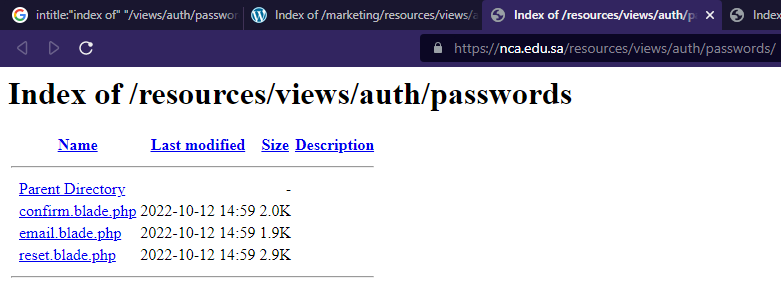 intitle:"index of" "/views/auth/passwor
Index of /marketing/resources/views/a
Index of /resources/views/auth/p
Index
https://nca.edu.sa/resources/views/auth/passwords/
Index of /resources/views/auth/passwords
Name Last modified Size Description
Parent Directory -
confirm.blade.php 2022-10-12 14:59 2.0K
email.blade.php 2022-10-12 14:59 1.9K
reset.blade.php 2022-10-12 14:59 2.9K